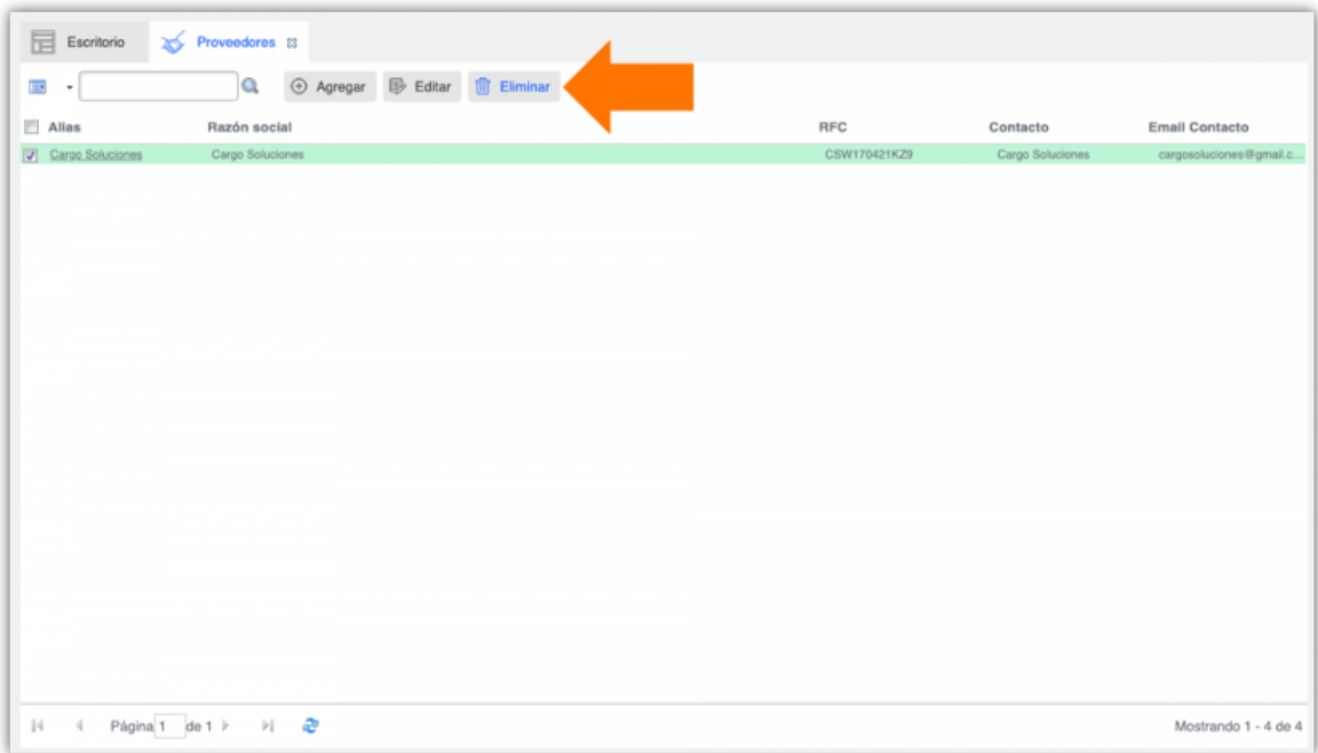 Escritorio Proveedores
Agregar Editar Eliminar
Alias Razón social RFC Contacto Email Contacto
Cargo Soluciones Cargo Soluciones CSW170421KZ9 Cargo Soluciones cargosoluciones@gmail.c...
Página 1 de 1 Mostrando 1 - 4 de 4